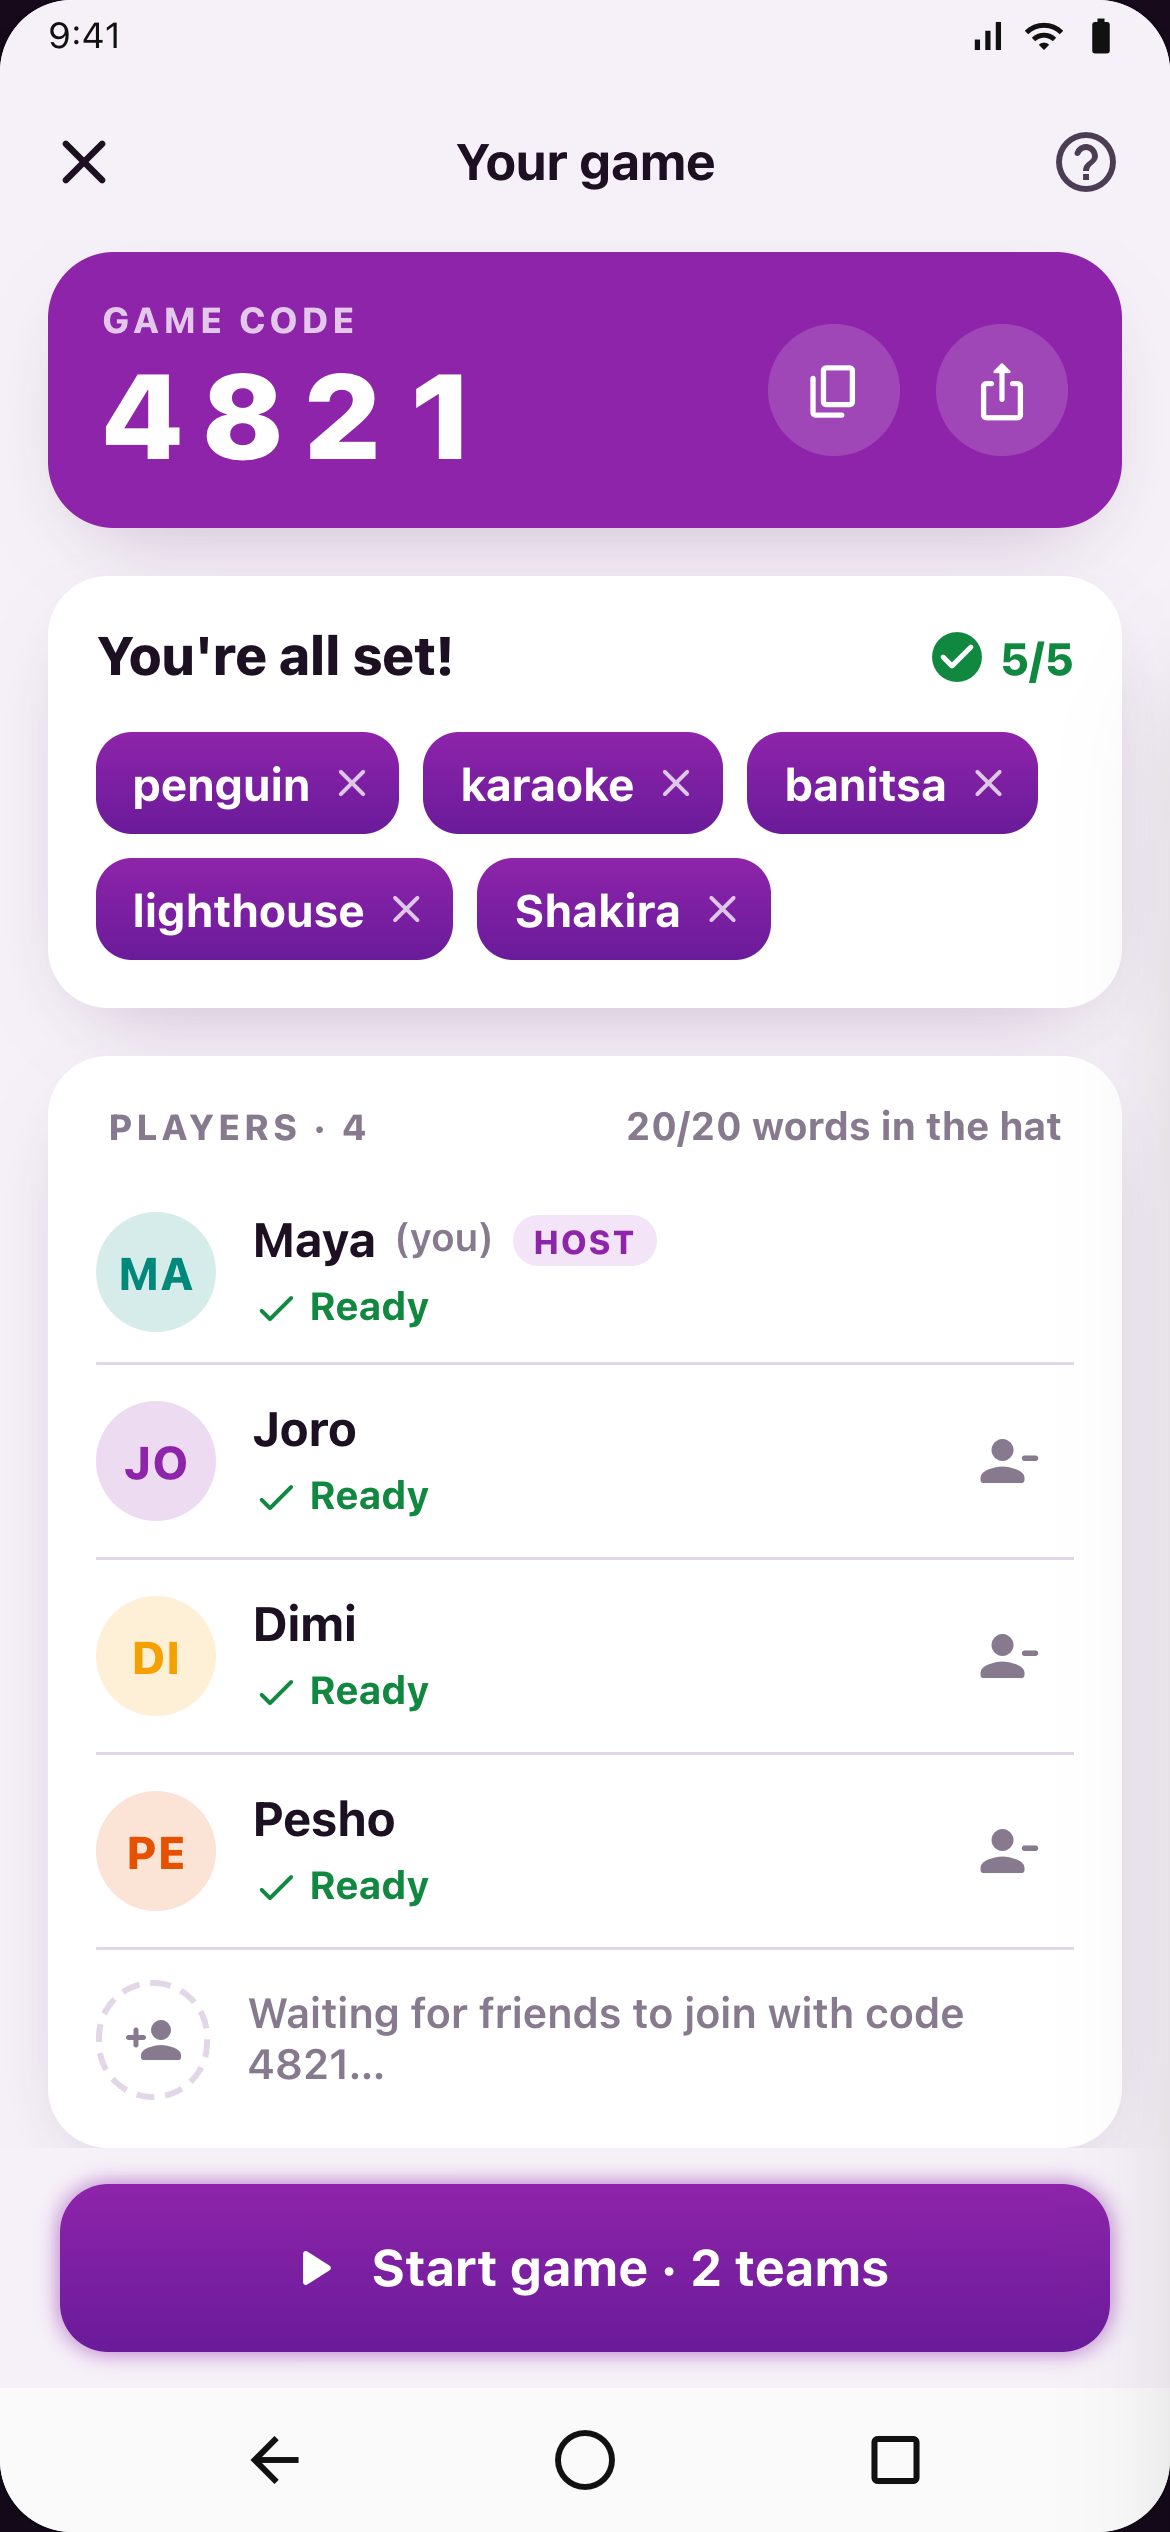 9:41
Your game
GAME CODE
4821
You're all set!
5/5
penguin
karaoke
banitsa
lighthouse
Shakira
PLAYERS · 4
20/20 words in the hat
MA
Maya (you) HOST
Ready
JO
Joro
Ready
DI
Dimi
Ready
PE
Pesho
Ready
Waiting for friends to join with code
4821...
Start game · 2 teams